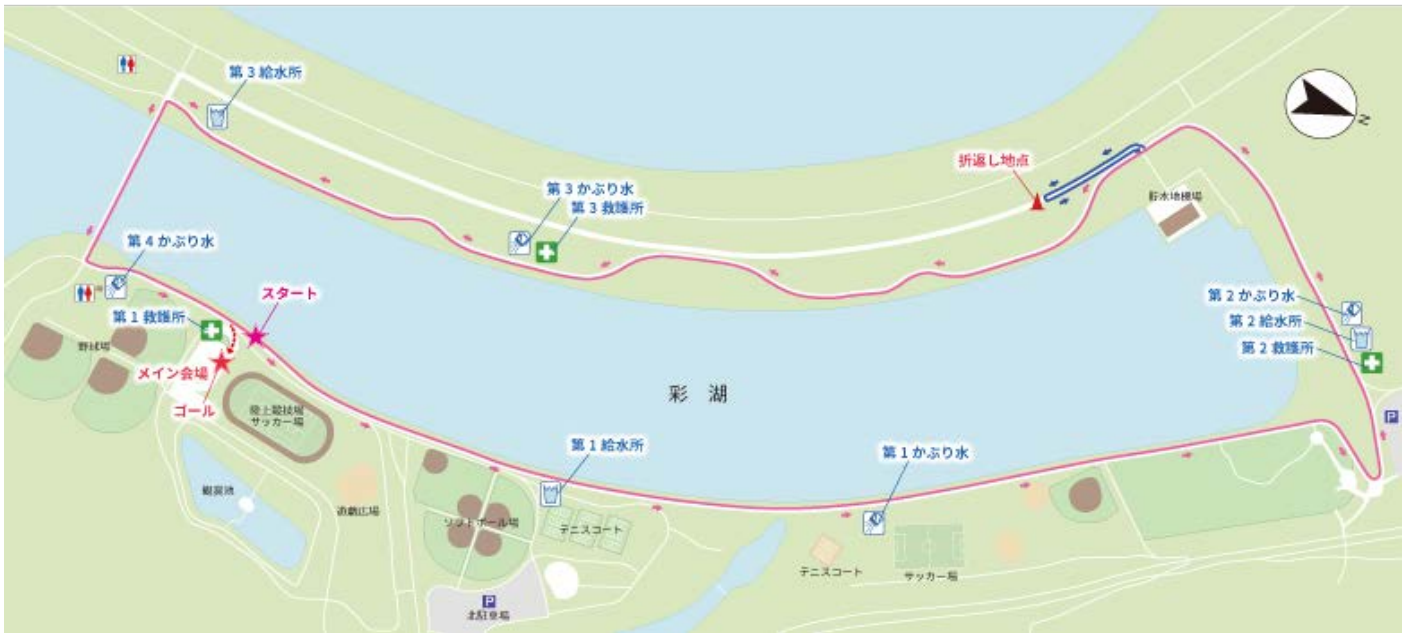 第3給水所
第3かぶり水
第3救護所
折返し地点
N
貯水池機場
第4かぶり水
スタート
第1救護所
野球場
メイン会場
ゴール
陸上競技場
サッカー場
彩湖
第2かぶり水
第2給水所
第2救護所
P
第1給水所
第1かぶり水
観賞池
遊戯広場
ソフトボール場
テニスコート
テニスコート
サッカー場
P
北駐車場